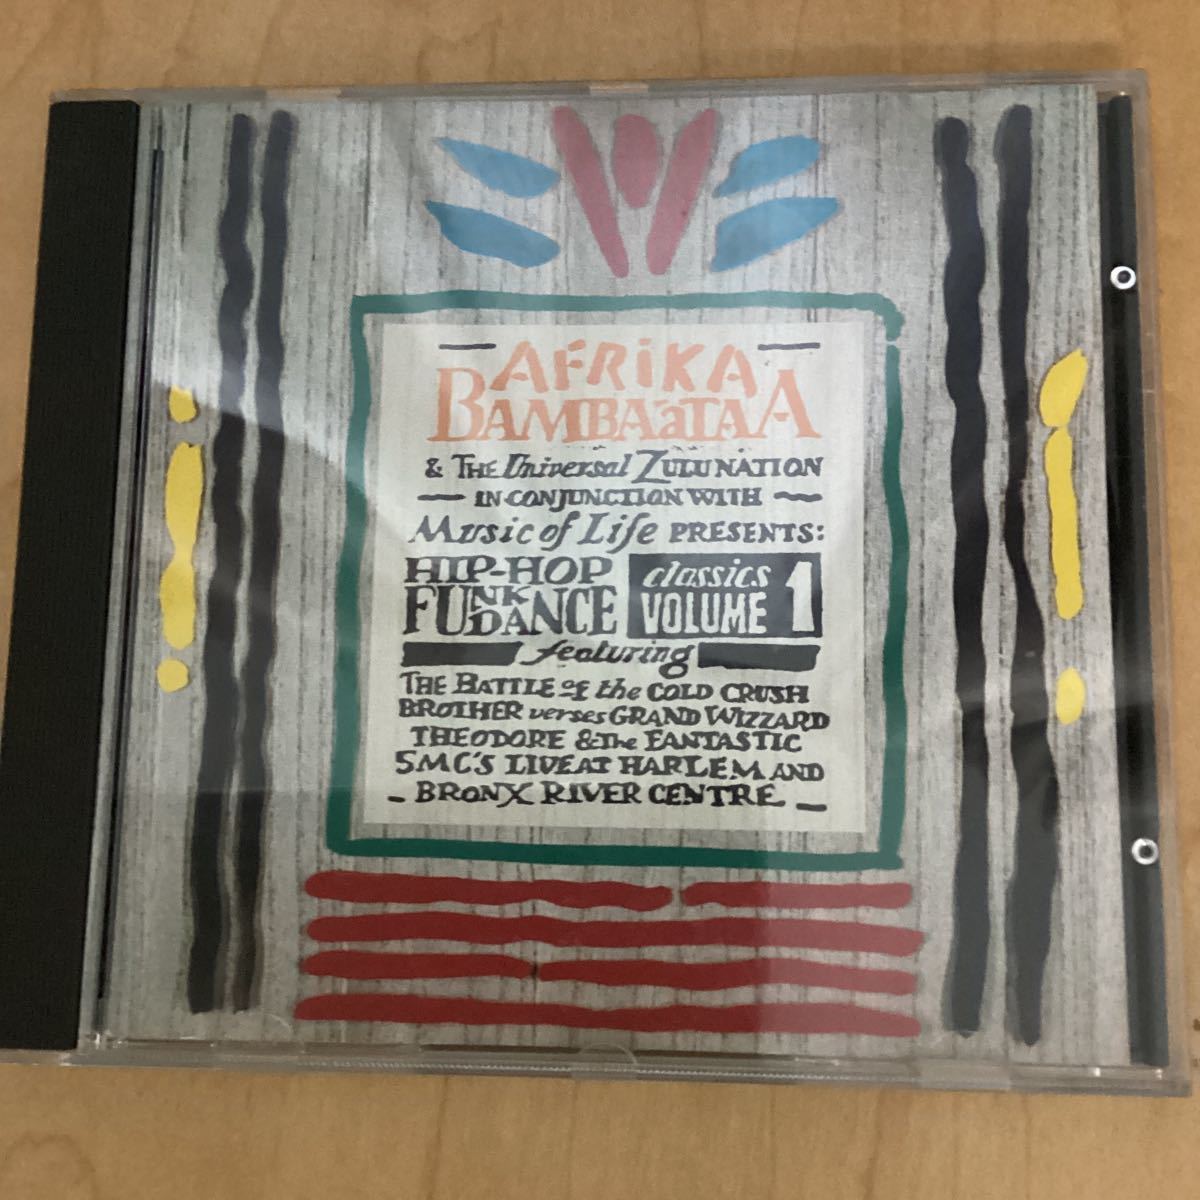 AFRiKA
BAMBAaTAA
& THE Universal ZULU NATION
IN CONJUNCTION WITH
Music of Life PRESENTS:
HIP-HOP
FUNK
DANCE
classics
VOLUME 1
featuring
THE BATTLE of the COLD CRUSH
BROTHER verses GRAND WIZZARD
THEODORE & The FANTASTIC
5 MC'S LIVE AT HARLEM AND
BRONX RIVER CENTRE